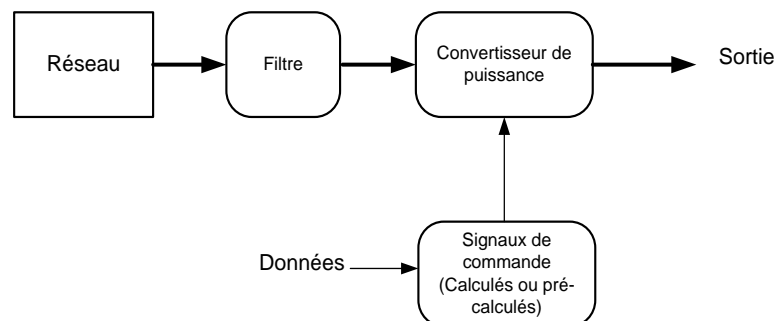 Réseau
Filtre
Convertisseur de
puissance
Sortie
Données
Signaux de
commande
(Calculés ou pré-
calculés)